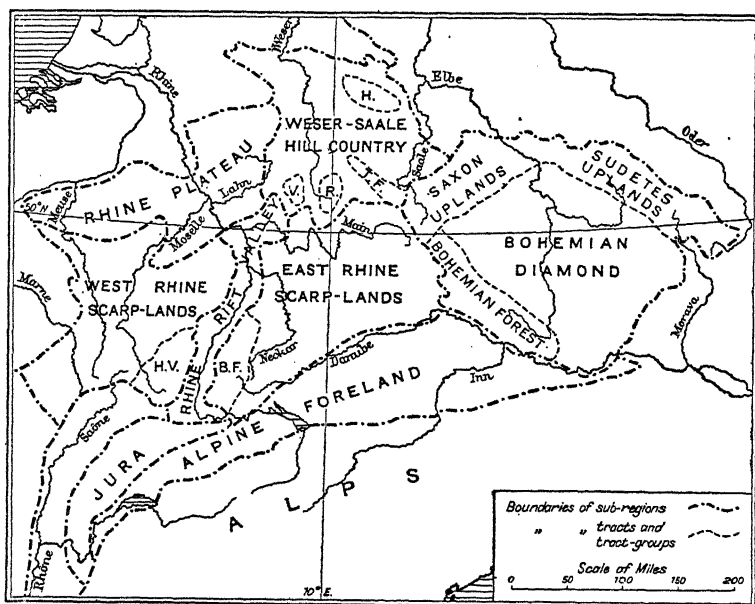 Weser
Rhine
Elbe
Oder
H.
WESER-SAALE
HILL COUNTRY
Saale
T.F.
SAXON
UPLANDS
SUDETES
UPLANDS
RHINE PLATEAU
Lahn
V.
R.
50°N
Meuse
Moselle
Main
BOHEMIAN
DIAMOND
BOHEMIAN FOREST
Marne
WEST RHINE
SCARP-LANDS
RHINE RIFT VALLEY
EAST RHINE
SCARP-LANDS
Morava
H.V.
B.F.
Neckar
Danube
Inn
Saône
JURA
ALPINE FORELAND
ALPS
Rhône
10° E.
Boundaries of sub-regions
" " tracts and
tract-groups
Scale of Miles
0 50 100 150 200